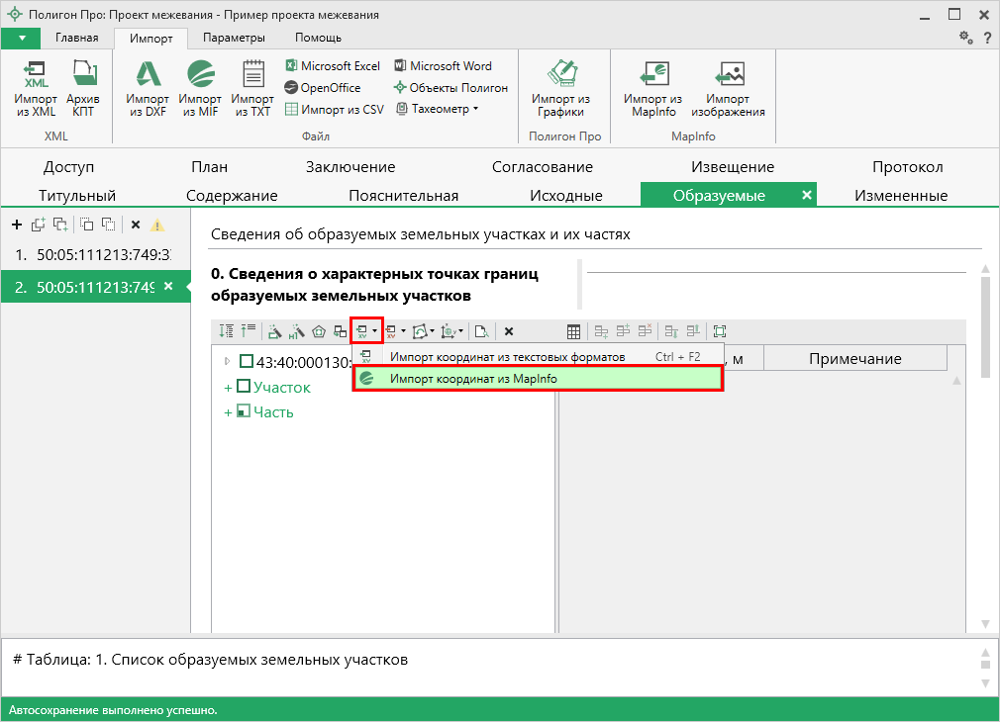 Полигон Про: Проект межевания - Пример проекта межевания
Главная Импорт Параметры Помощь
?
XML
Импорт из XML
Архив КПТ
XML
Импорт из DXF
Импорт из MIF
Импорт из TXT
Microsoft Excel
OpenOffice
Импорт из CSV
Microsoft Word
Объекты Полигон
Тахеометр
Файл
Импорт из Графики
Полигон Про
Импорт из MapInfo
Импорт изображения
MapInfo
Доступ План Заключение Согласование Извещение Протокол
Титульный Содержание Пояснительная Исходные Образуемые Измененные
1. 50:05:111213:749:3
2. 50:05:111213:749
Сведения об образуемых земельных участках и их частях
0. Сведения о характерных точках границ
образуемых земельных участков
43:40:000130:
+ Участок
+ Часть
Импорт координат из текстовых форматов Ctrl + F2
Импорт координат из MapInfo
, м Примечание
# Таблица: 1. Список образуемых земельных участков
Автосохранение выполнено успешно.